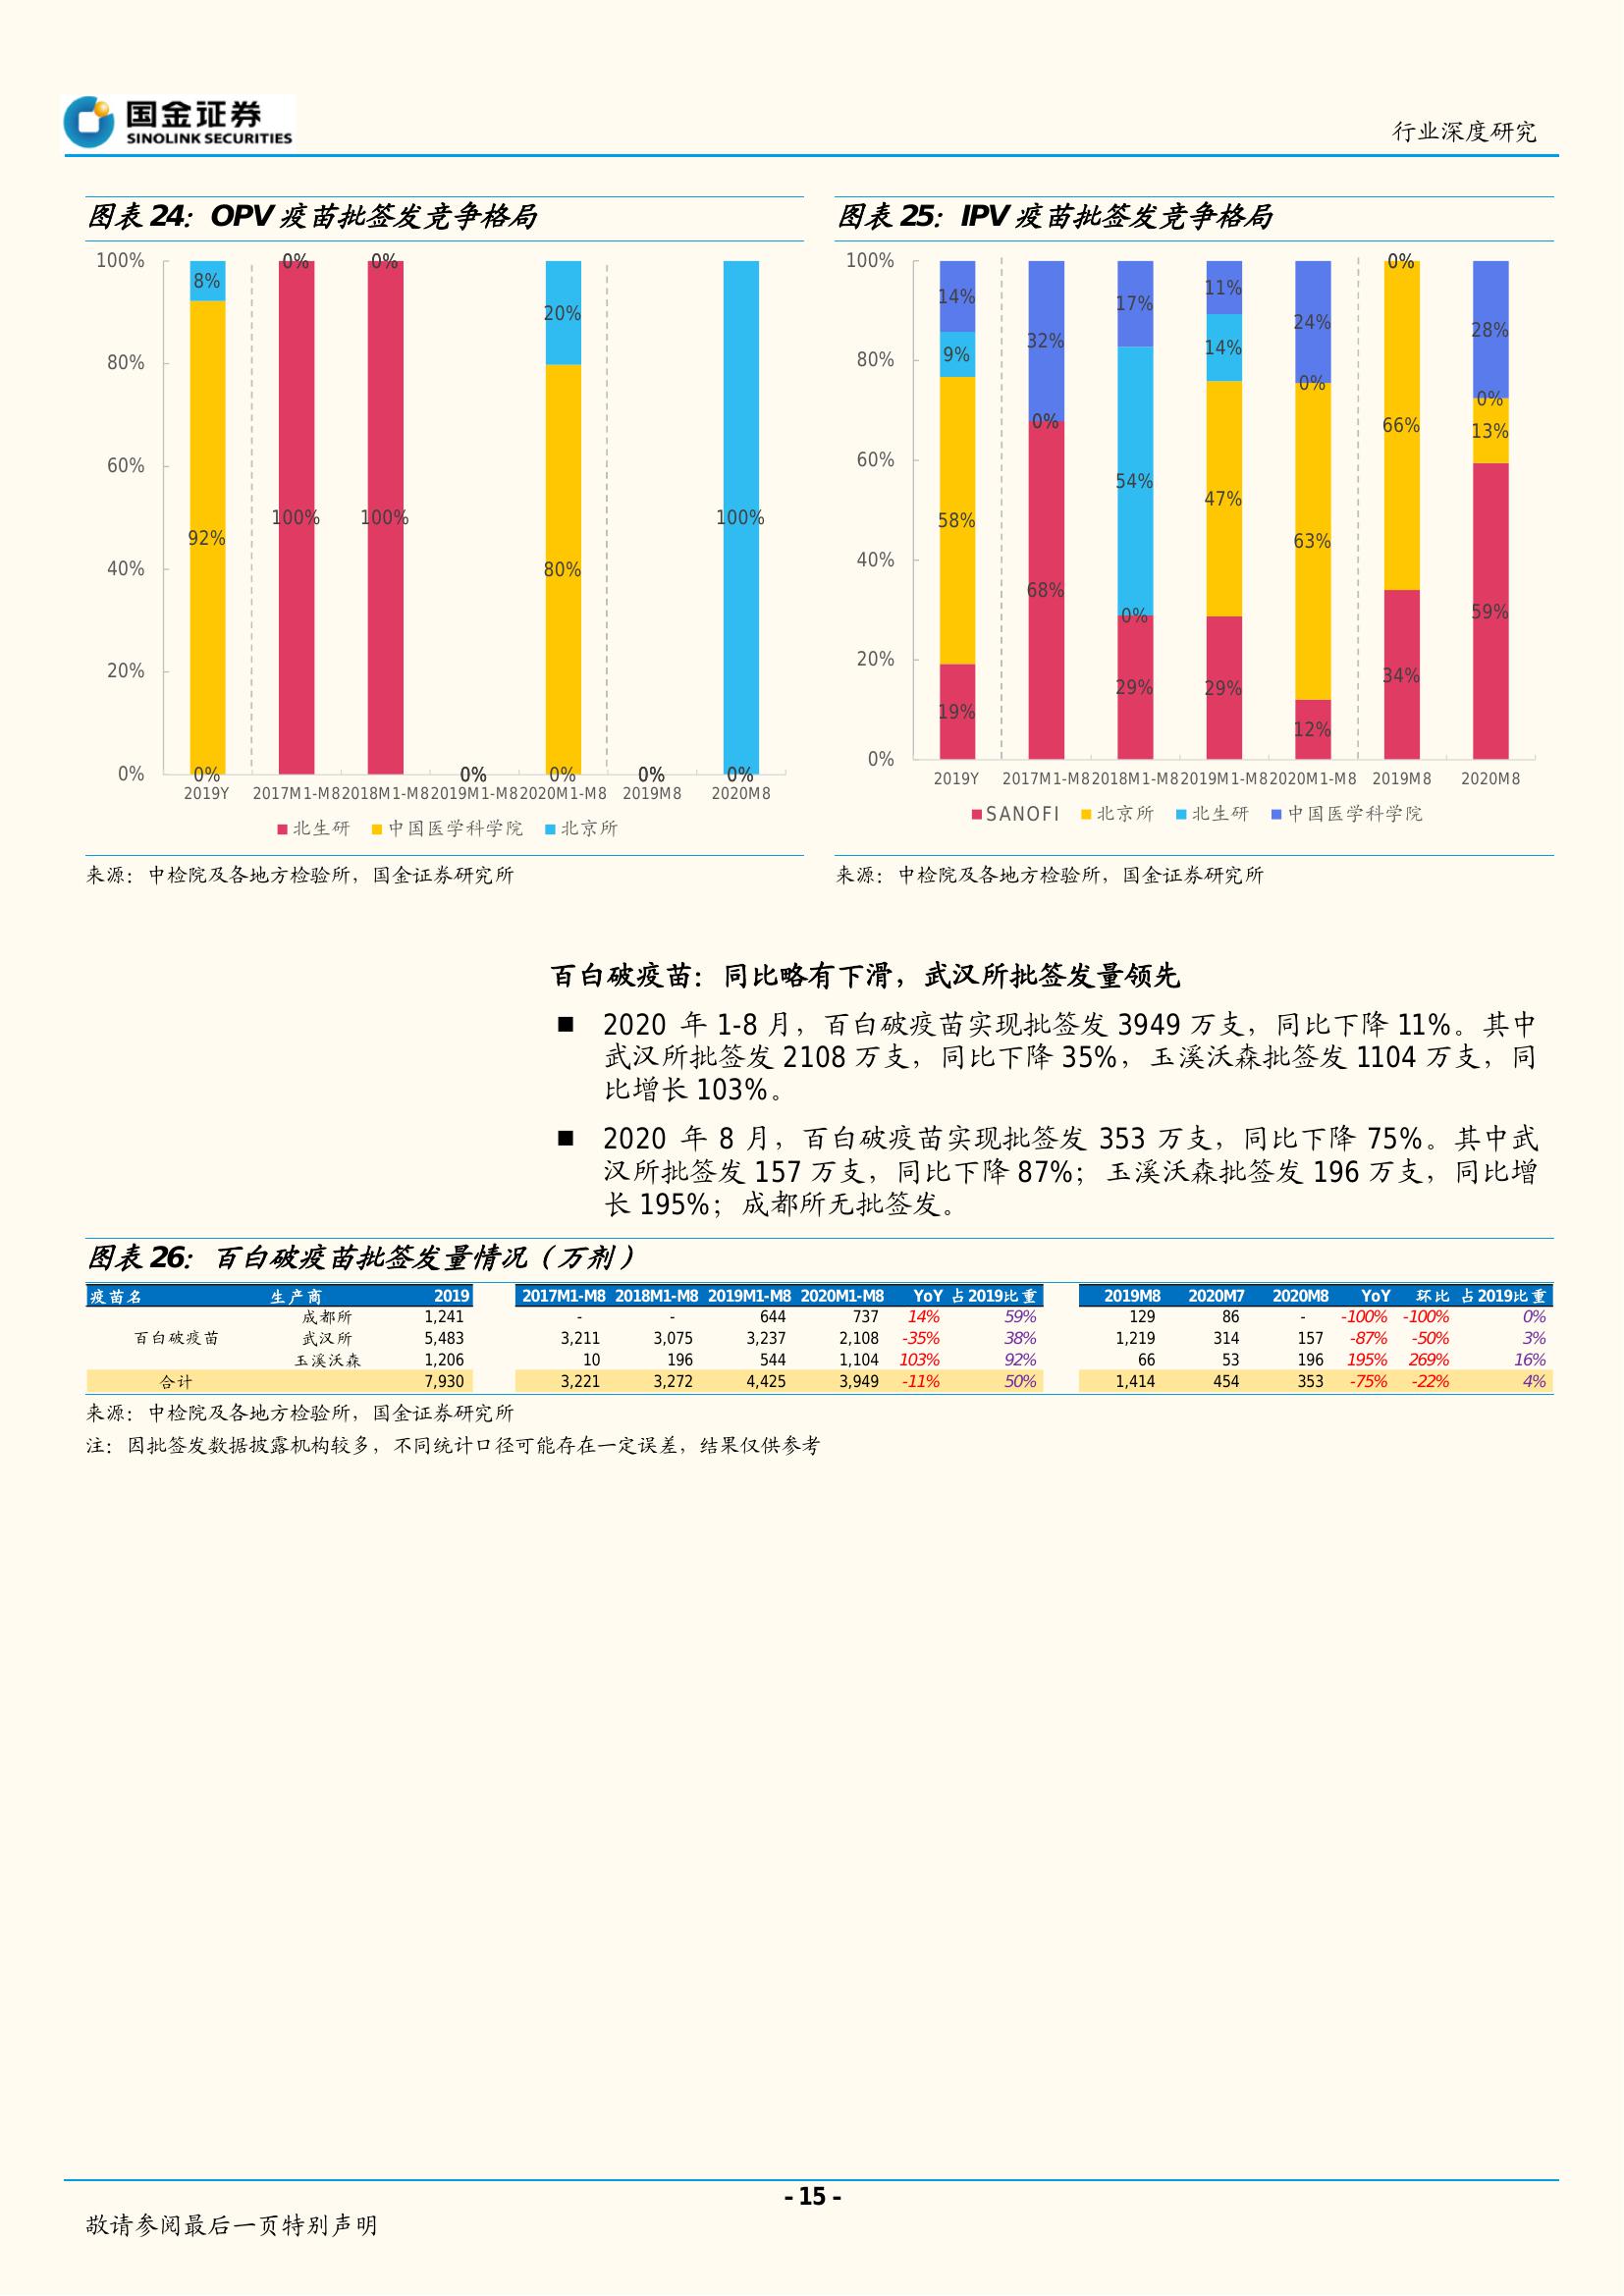 国金证券
SINOLINK SECURITIES
行业深度研究
图表 24：OPV 疫苗批签发竞争格局
100%
80%
60%
40%
20%
0%
8%
92%
0%
0%
100%
0%
100%
0%
20%
80%
0%
0%
100%
0%
2019Y 2017M1-M8 2018M1-M8 2019M1-M8 2020M1-M8 2019M8 2020M8
北生研 中国医学科学院 北京所
来源：中检院及各地方检验所，国金证券研究所
图表 25：IPV 疫苗批签发竞争格局
100%
80%
60%
40%
20%
0%
14%
9%
58%
19%
32%
0%
68%
17%
54%
0%
29%
11%
14%
47%
29%
24%
0%
63%
12%
0%
66%
34%
28%
0%
13%
59%
2019Y 2017M1-M8 2018M1-M8 2019M1-M8 2020M1-M8 2019M8 2020M8
SANOFI 北京所 北生研 中国医学科学院
来源：中检院及各地方检验所，国金证券研究所
百白破疫苗：同比略有下滑，武汉所批签发量领先
■ 2020 年 1-8 月，百白破疫苗实现批签发 3949 万支，同比下降 11%。其中
武汉所批签发 2108 万支，同比下降 35%，玉溪沃森批签发 1104 万支，同
比增长 103%。
■ 2020 年 8 月，百白破疫苗实现批签发 353 万支，同比下降 75%。其中武
汉所批签发 157 万支，同比下降 87%；玉溪沃森批签发 196 万支，同比增
长 195%；成都所无批签发。
图表 26：百白破疫苗批签发量情况（万剂）
疫苗名 生产商 2019 2017M1-M8 2018M1-M8 2019M1-M8 2020M1-M8 YoY 占2019比重 2019M8 2020M7 2020M8 YoY 环比 占2019比重
成都所 1,241 - - 644 737 14% 59% 129 86 - -100% -100% 0%
百白破疫苗 武汉所 5,483 3,211 3,075 3,237 2,108 -35% 38% 1,219 314 157 -87% -50% 3%
玉溪沃森 1,206 10 196 544 1,104 103% 92% 66 53 196 195% 269% 16%
合计 7,930 3,221 3,272 4,425 3,949 -11% 50% 1,414 454 353 -75% -22% 4%
来源：中检院及各地方检验所，国金证券研究所
注：因批签发数据披露机构较多，不同统计口径可能存在一定误差，结果仅供参考
- 15 -
敬请参阅最后一页特别声明